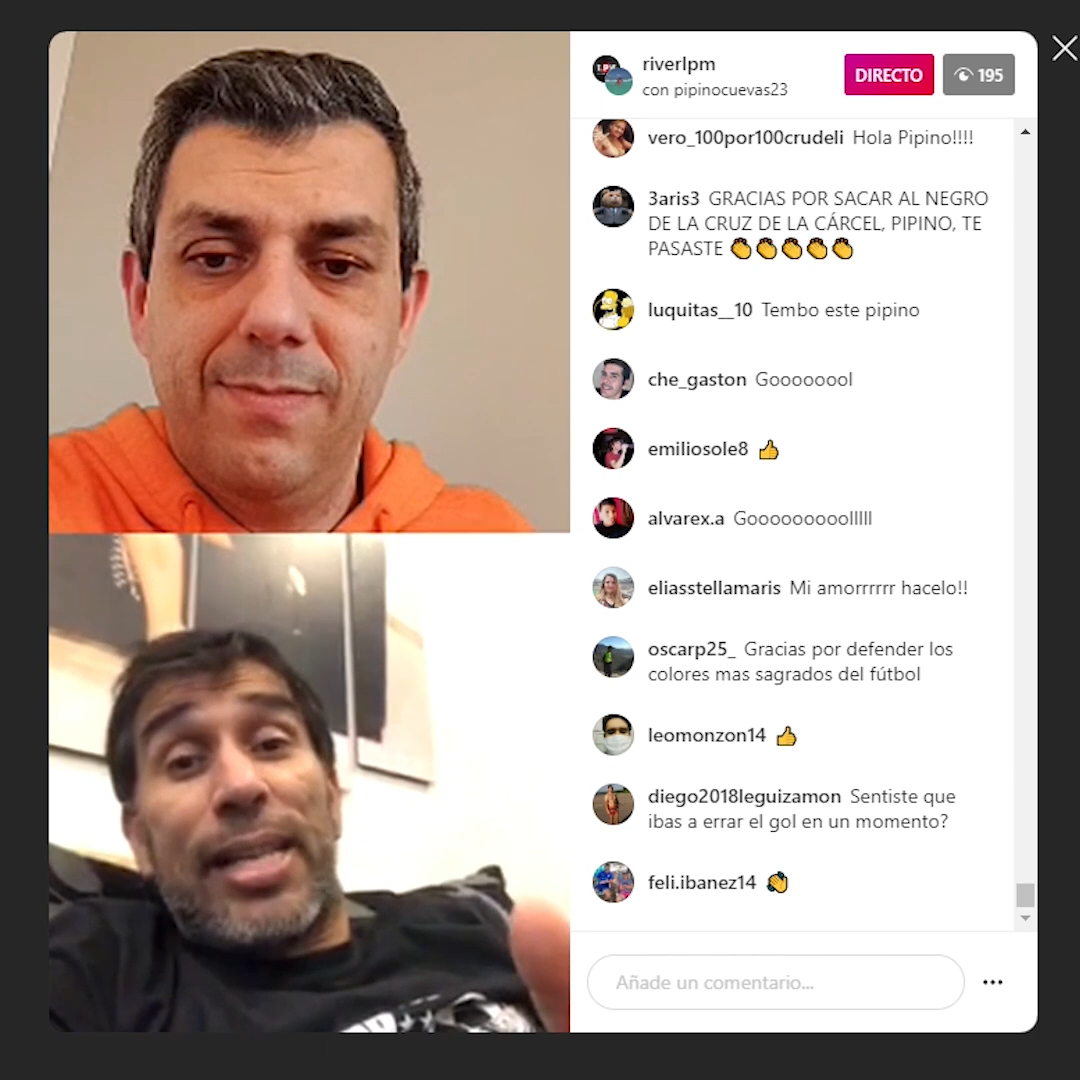 riverlpm
con pipinocuevas23
DIRECTO
195
vero_100por100crudeli Hola Pipino!!!!
3aris3 GRACIAS POR SACAR AL NEGRO
DE LA CRUZ DE LA CÁRCEL, PIPINO, TE
PASASTE 👏👏👏👏👏
luquitas__10 Tembo este pipino
che_gaston Goooooool
emiliosole8 👍
alvarex.a Gooooooooolllll
eliasstellamaris Mi amorrrrrr hacelo!!
oscarp25_ Gracias por defender los
colores mas sagrados del fútbol
leomonzon14 👍
diego2018leguizamon Sentiste que
ibas a errar el gol en un momento?
feli.ibanez14 👏
Añade un comentario...